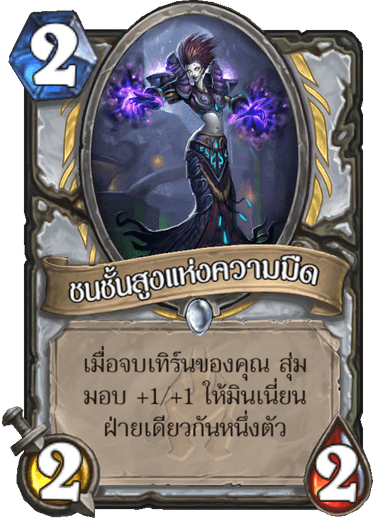 2
ชนชั้นสูงแห่งความมืด
เมื่อจบเทิร์นของคุณ สุ่ม
มอบ +1/+1 ให้มินเนี่ยน
ฝ่ายเดียวกันหนึ่งตัว
2
2